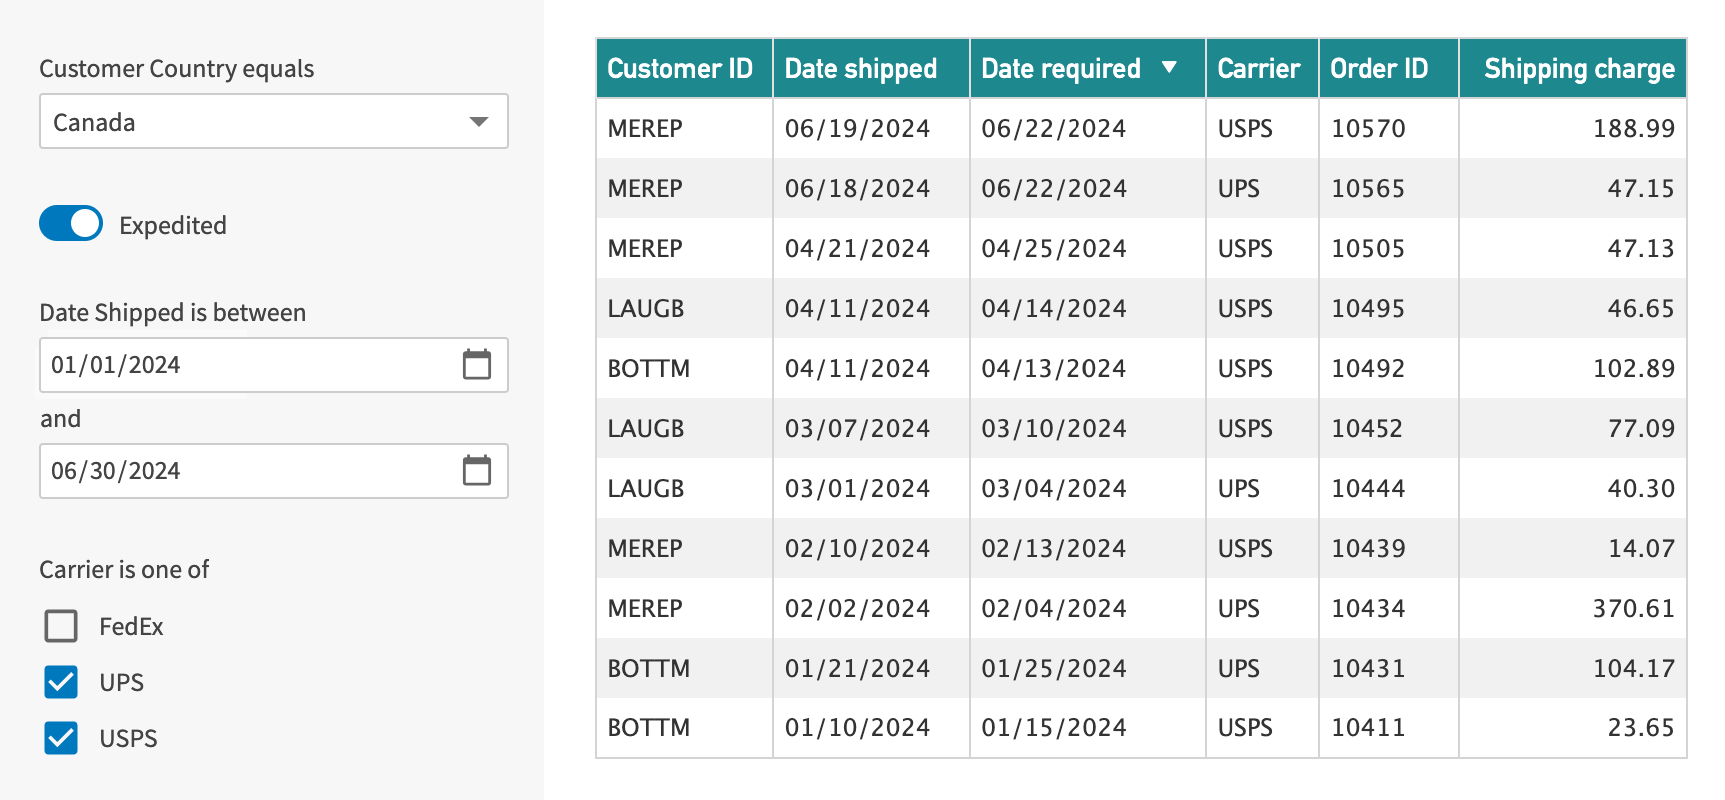 Customer Country equals
Canada
Expedited
Date Shipped is between
01/01/2024
and
06/30/2024
Carrier is one of
FedEx
UPS
USPS
Customer ID Date shipped Date required ▼ Carrier Order ID Shipping charge
MEREP 06/19/2024 06/22/2024 USPS 10570 188.99
MEREP 06/18/2024 06/22/2024 UPS 10565 47.15
MEREP 04/21/2024 04/25/2024 USPS 10505 47.13
LAUGB 04/11/2024 04/14/2024 USPS 10495 46.65
BOTTM 04/11/2024 04/13/2024 USPS 10492 102.89
LAUGB 03/07/2024 03/10/2024 USPS 10452 77.09
LAUGB 03/01/2024 03/04/2024 UPS 10444 40.30
MEREP 02/10/2024 02/13/2024 USPS 10439 14.07
MEREP 02/02/2024 02/04/2024 UPS 10434 370.61
BOTTM 01/21/2024 01/25/2024 UPS 10431 104.17
BOTTM 01/10/2024 01/15/2024 USPS 10411 23.65